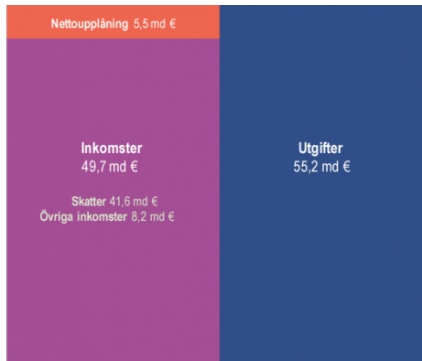 Nettoupplåning 5,5 md €
Inkomster
49,7 md €
Skatter 41,6 md €
Övriga inkomster 8,2 md €
Utgifter
55,2 md €